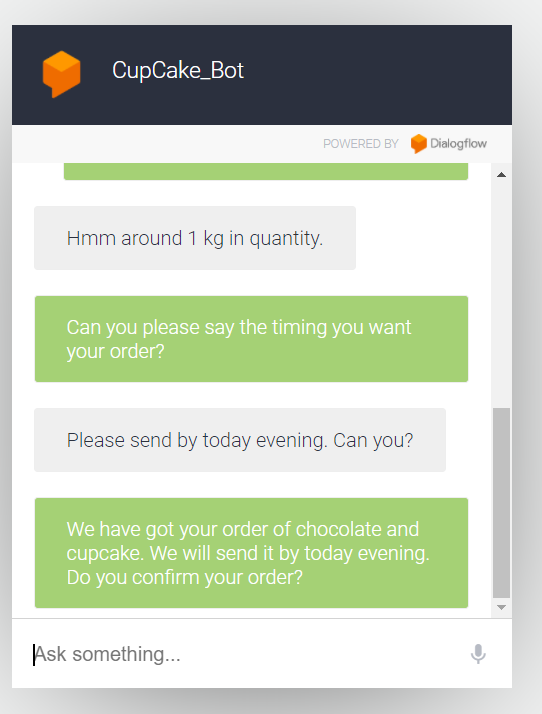 CupCake_Bot
POWERED BY Dialogflow
Hmm around 1 kg in quantity.
Can you please say the timing you want
your order?
Please send by today evening. Can you?
We have got your order of chocolate and
cupcake. We will send it by today evening.
Do you confirm your order?
Ask something...